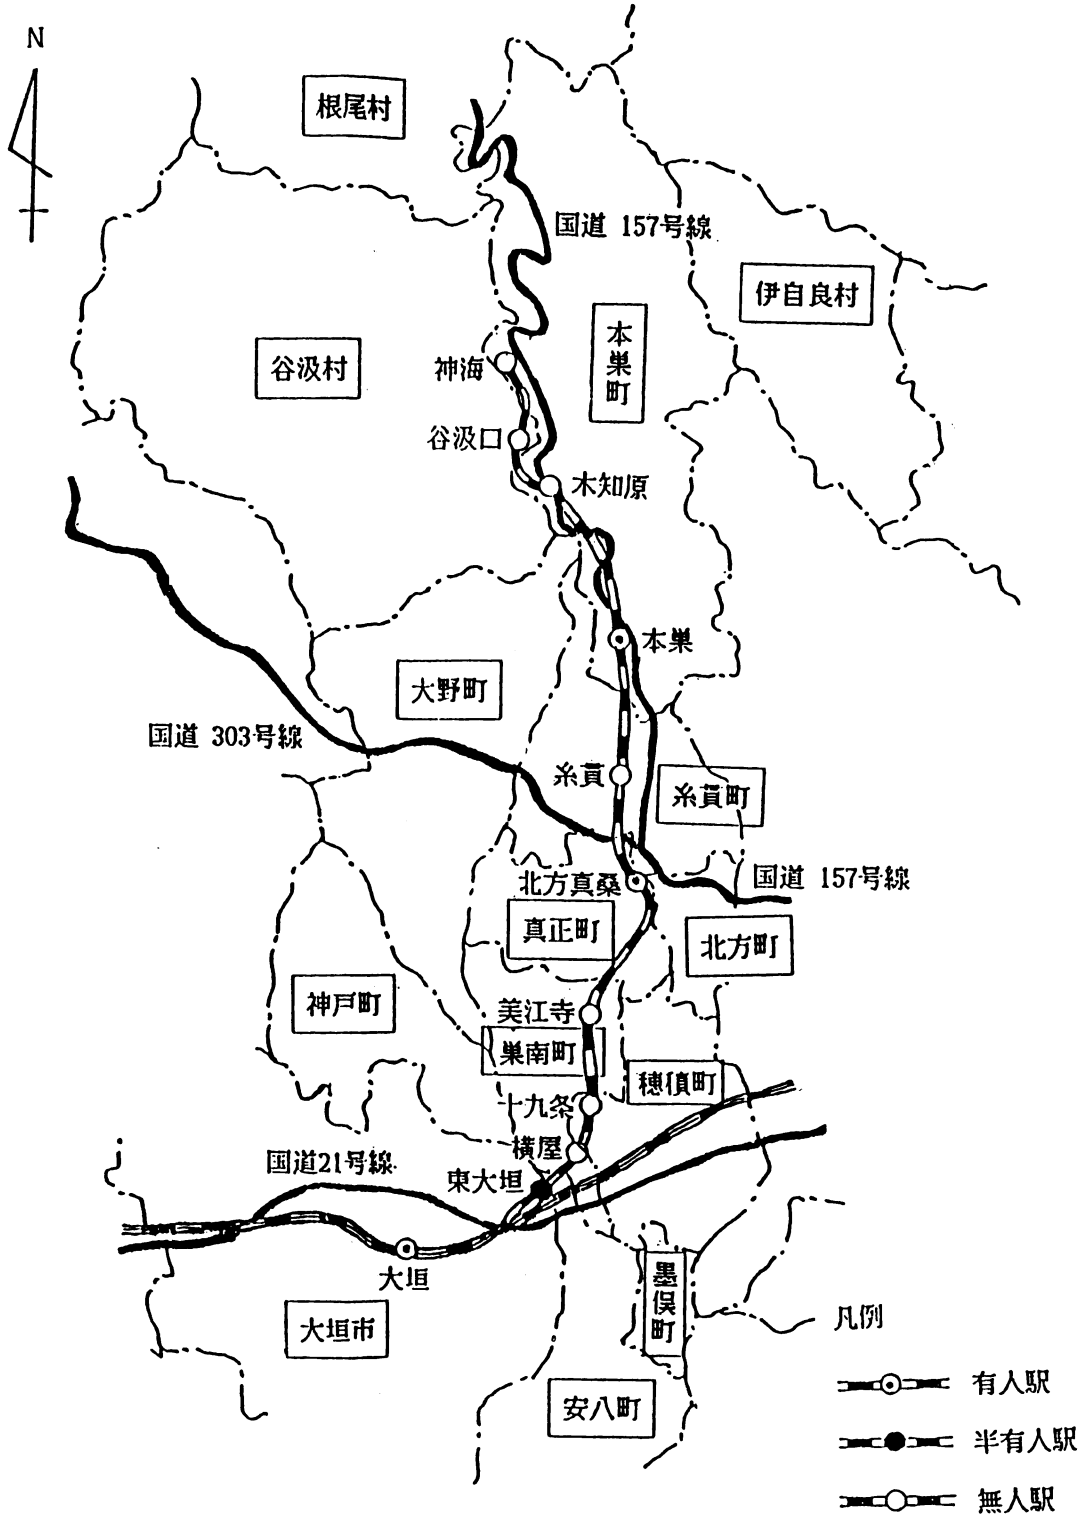 N
根尾村
国道 157号線
伊自良村
本巣町
谷汲村
神海
谷汲口
木知原
本巣
大野町
国道 303号線
糸貫
糸貫町
国道 157号線
北方真桑
真正町
北方町
神戸町
美江寺
巣南町
穂積町
十九条
横屋
国道21号線
東大垣
大垣
墨俣町
大垣市
凡例
有人駅
安八町
半有人駅
無人駅